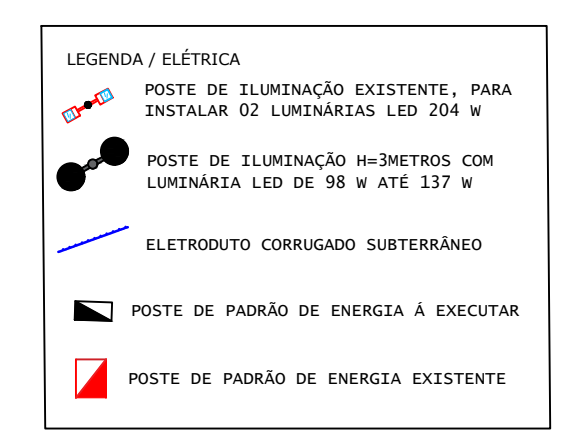 LEGENDA / ELÉTRICA
POSTE DE ILUMINAÇÃO EXISTENTE, PARA
INSTALAR 02 LUMINÁRIAS LED 204 W
POSTE DE ILUMINAÇÃO H=3METROS COM
LUMINÁRIA LED DE 98 W ATÉ 137 W
ELETRODUTO CORRUGADO SUBTERRÂNEO
POSTE DE PADRÃO DE ENERGIA Á EXECUTAR
POSTE DE PADRÃO DE ENERGIA EXISTENTE